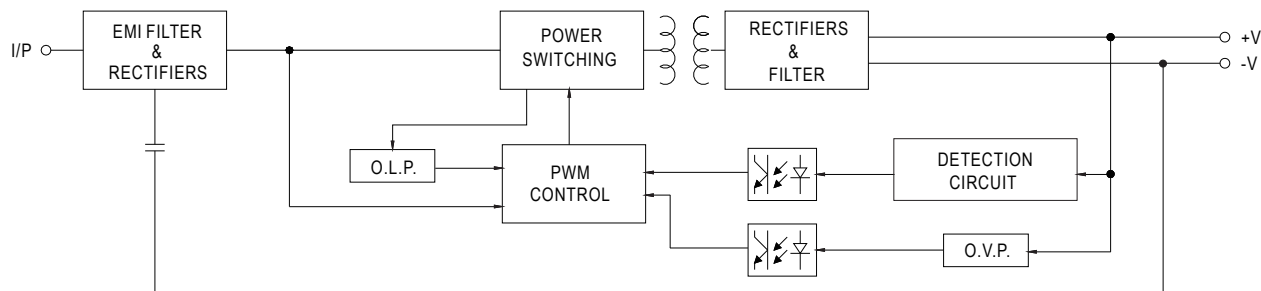 I/P
EMI FILTER
&
RECTIFIERS
POWER
SWITCHING
RECTIFIERS
&
FILTER
+V
-V
O.L.P.
PWM
CONTROL
DETECTION
CIRCUIT
O.V.P.